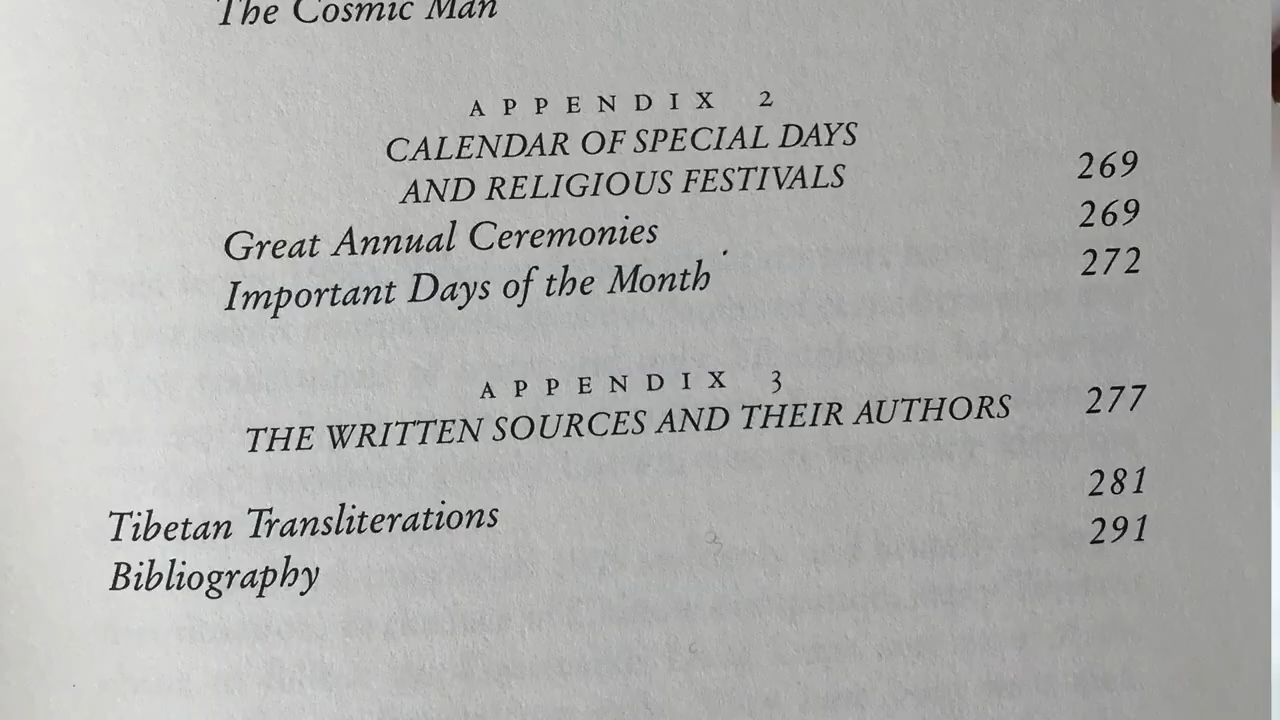 The Cosmic Man
APPENDIX 2
CALENDAR OF SPECIAL DAYS
AND RELIGIOUS FESTIVALS 269
Great Annual Ceremonies 269
Important Days of the Month 272
APPENDIX 3
THE WRITTEN SOURCES AND THEIR AUTHORS 277
Tibetan Transliterations 281
Bibliography 291